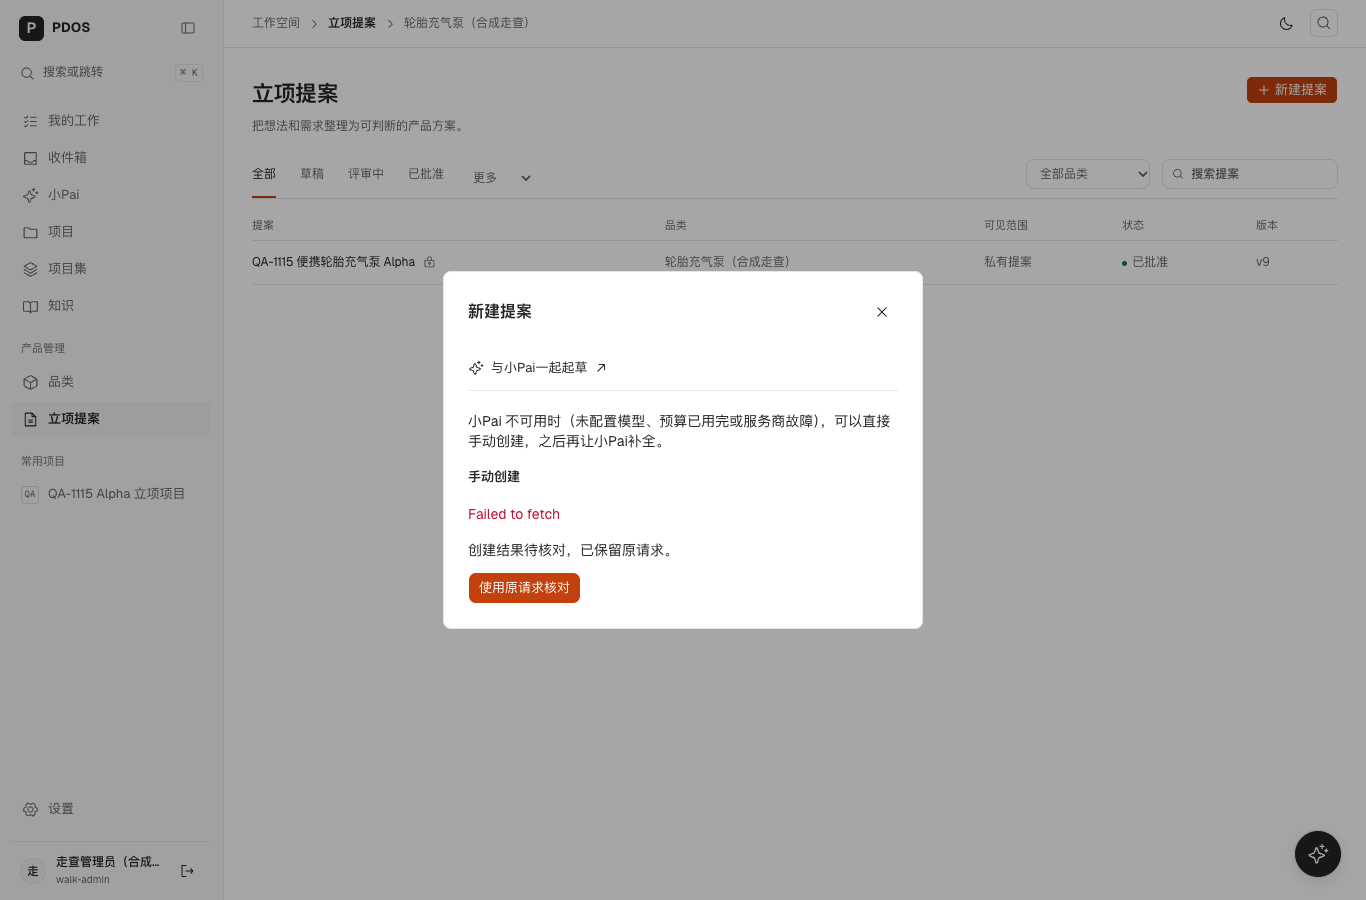 P PDOS
搜索或跳转 ⌘ K
我的工作
收件箱
小Pai
项目
项目集
知识
产品管理
品类
立项提案
常用项目
QA QA-1115 Alpha 立项项目
设置
走 走查管理员（合成...
walk-admin
工作空间 > 立项提案 > 轮胎充气泵（合成走查）
立项提案
新建提案
把想法和需求整理为可判断的产品方案。
全部 草稿 评审中 已批准 更多
全部品类 搜索提案
提案 品类 可见范围 状态 版本
QA-1115 便携轮胎充气泵 Alpha 轮胎充气泵（合成走查） 私有提案 已批准 v9
新建提案
与小Pai一起起草
小Pai 不可用时（未配置模型、预算已用完或服务商故障），可以直接
手动创建，之后再让小Pai补全。
手动创建
Failed to fetch
创建结果待核对，已保留原请求。
使用原请求核对